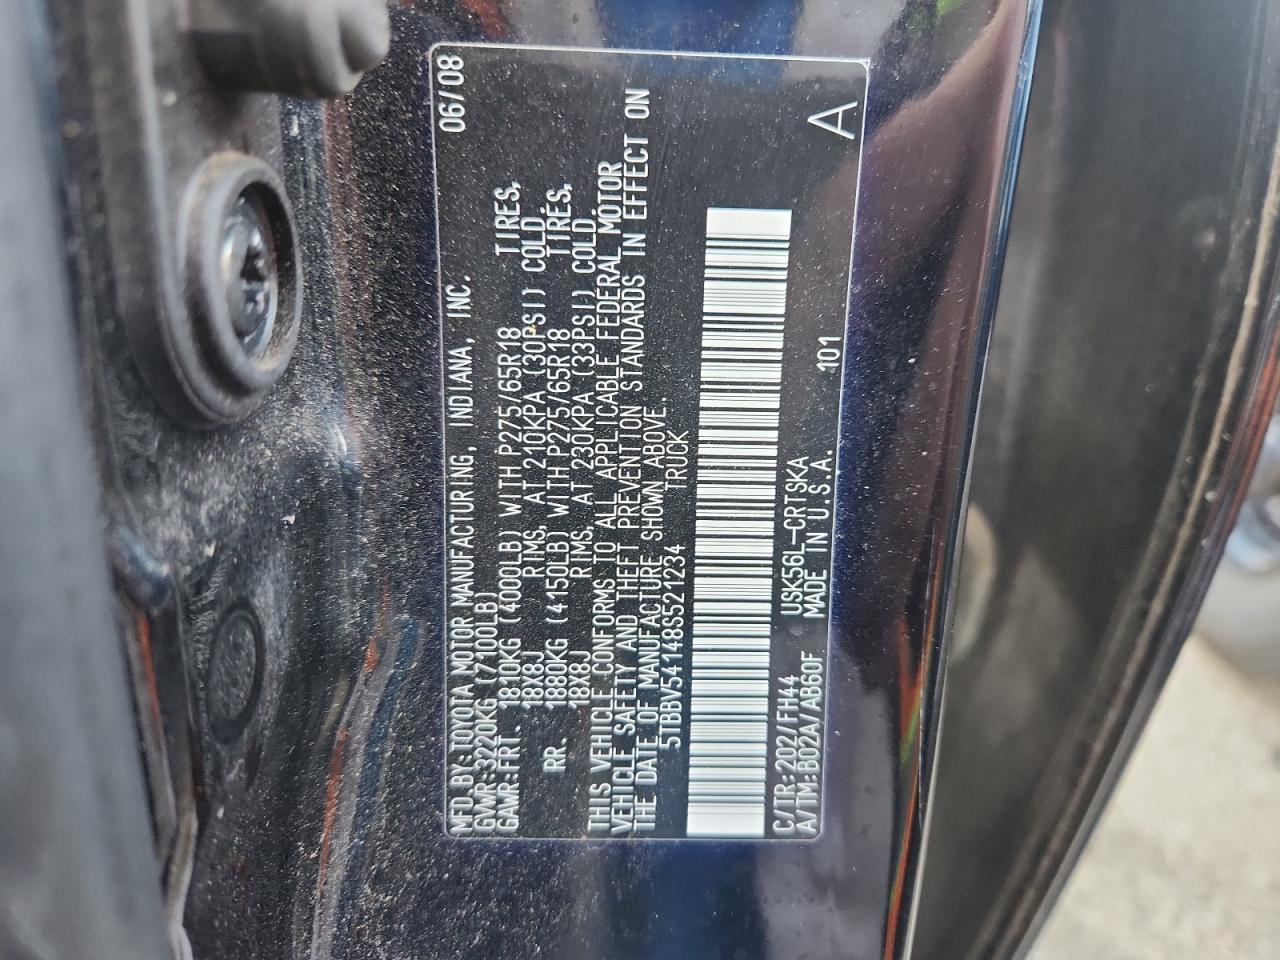 MFD.BY:TOYOTA MOTOR MANUFACTURING, INDIANA, INC. 06/08
GVWR:3220KG (7100LB)
GAWR:FRT. 1810KG (4000LB) WITH P275/65R18 TIRES,
18X8J RIMS, AT 210KPA (30PSI) COLD.
RR. 1880KG (4150LB) WITH P275/65R18 TIRES,
18X8J RIMS, AT 230KPA (33PSI) COLD.
THIS VEHICLE CONFORMS TO ALL APPLICABLE FEDERAL MOTOR
VEHICLE SAFETY AND THEFT PREVENTION STANDARDS IN EFFECT ON
THE DATE OF MANUFACTURE SHOWN ABOVE.
5TBBV54148S521234 TRUCK
C/TR:202/FH44 USK56L-CRTSKA
A/TM:B02A/AB60F MADE IN U.S.A. 101
A